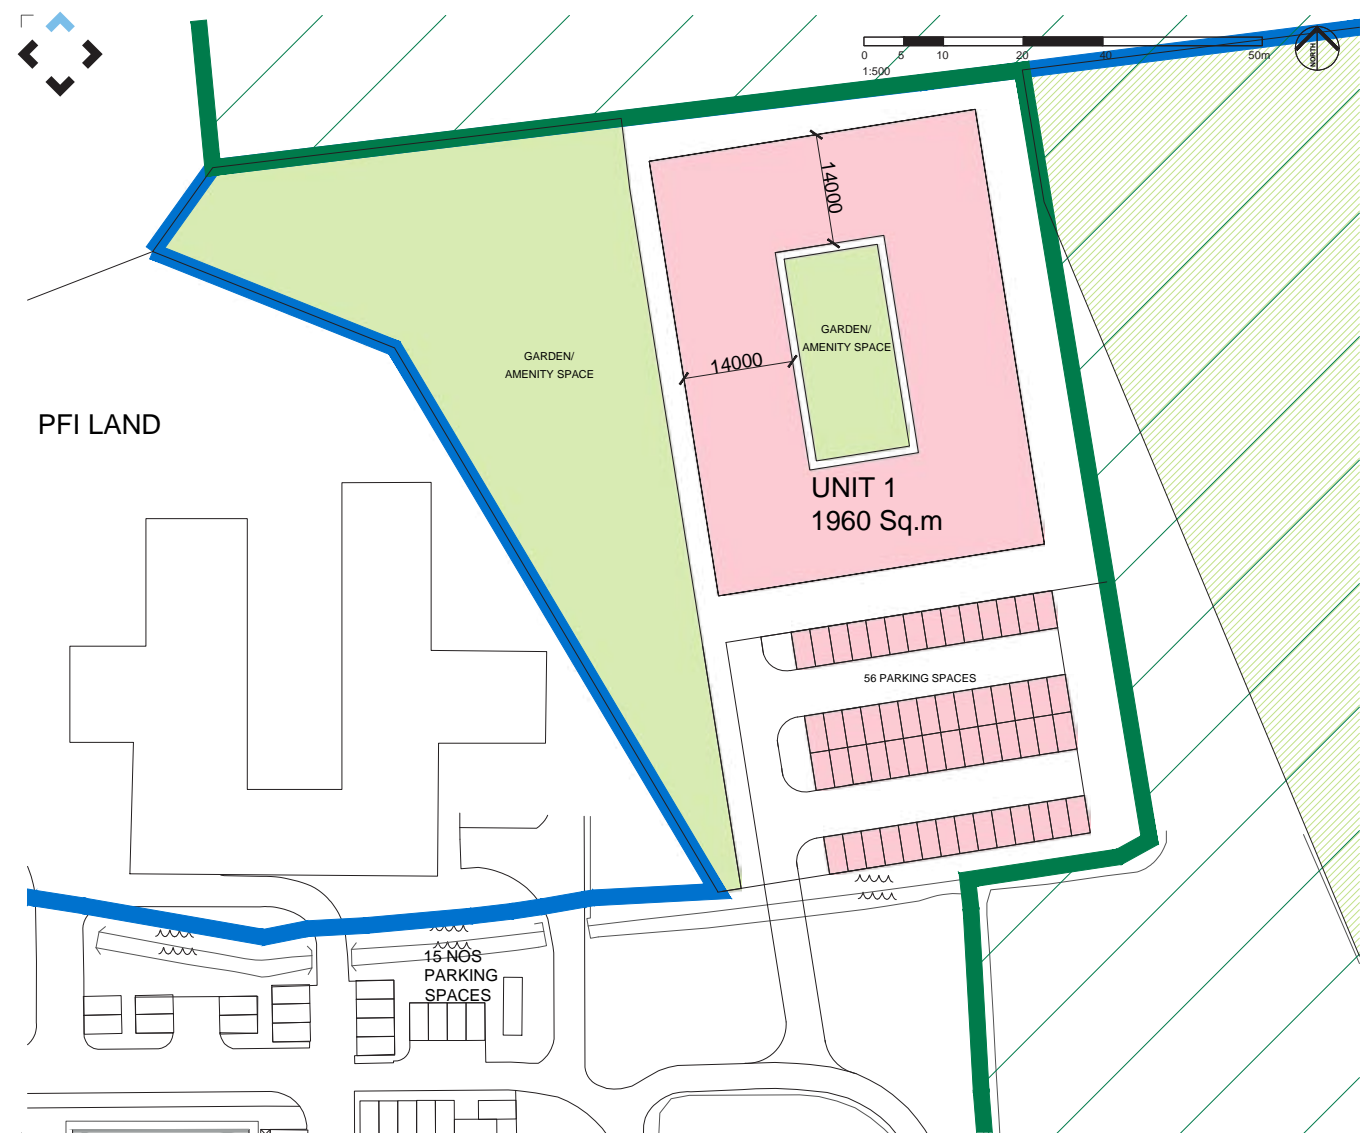 0 5 10 20 40 50m
1:500
NORTH
14000
GARDEN/
AMENITY SPACE
GARDEN/
AMENITY SPACE
14000
PFI LAND
UNIT 1
1960 Sq.m
56 PARKING SPACES
15 NOS
PARKING
SPACES